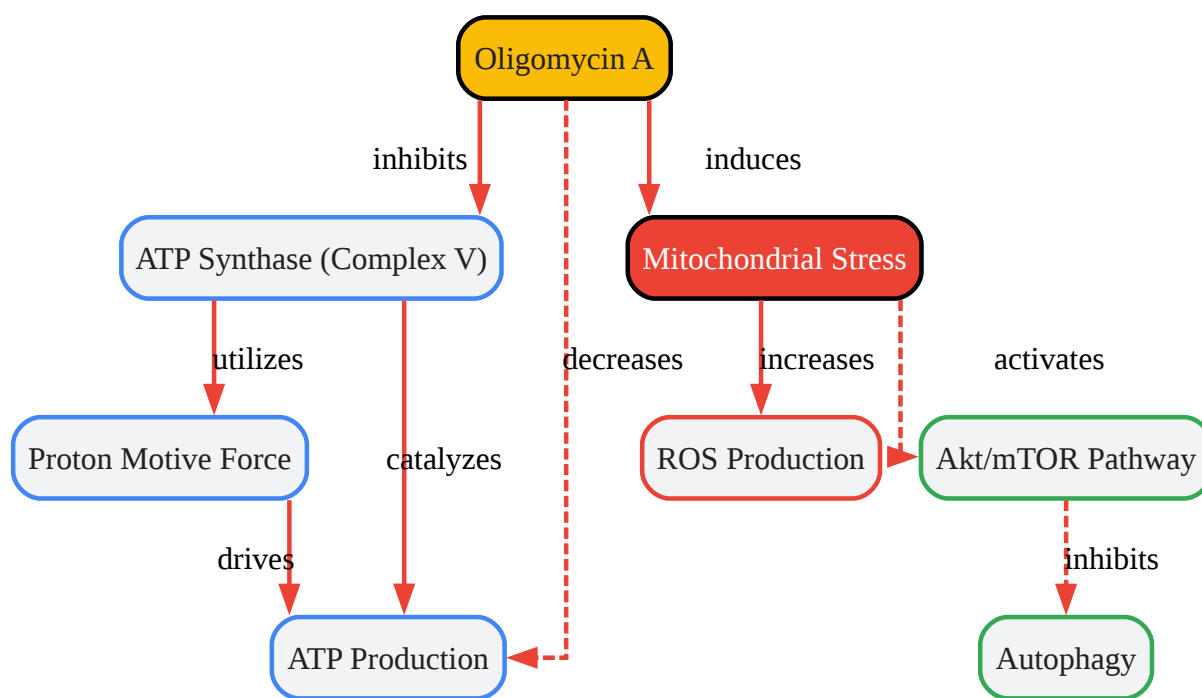 Oligomycin A
inhibits
induces
ATP Synthase (Complex V)
Mitochondrial Stress
utilizes
decreases
increases
activates
Proton Motive Force
catalyzes
ROS Production
Akt/mTOR Pathway
drives
inhibits
ATP Production
Autophagy